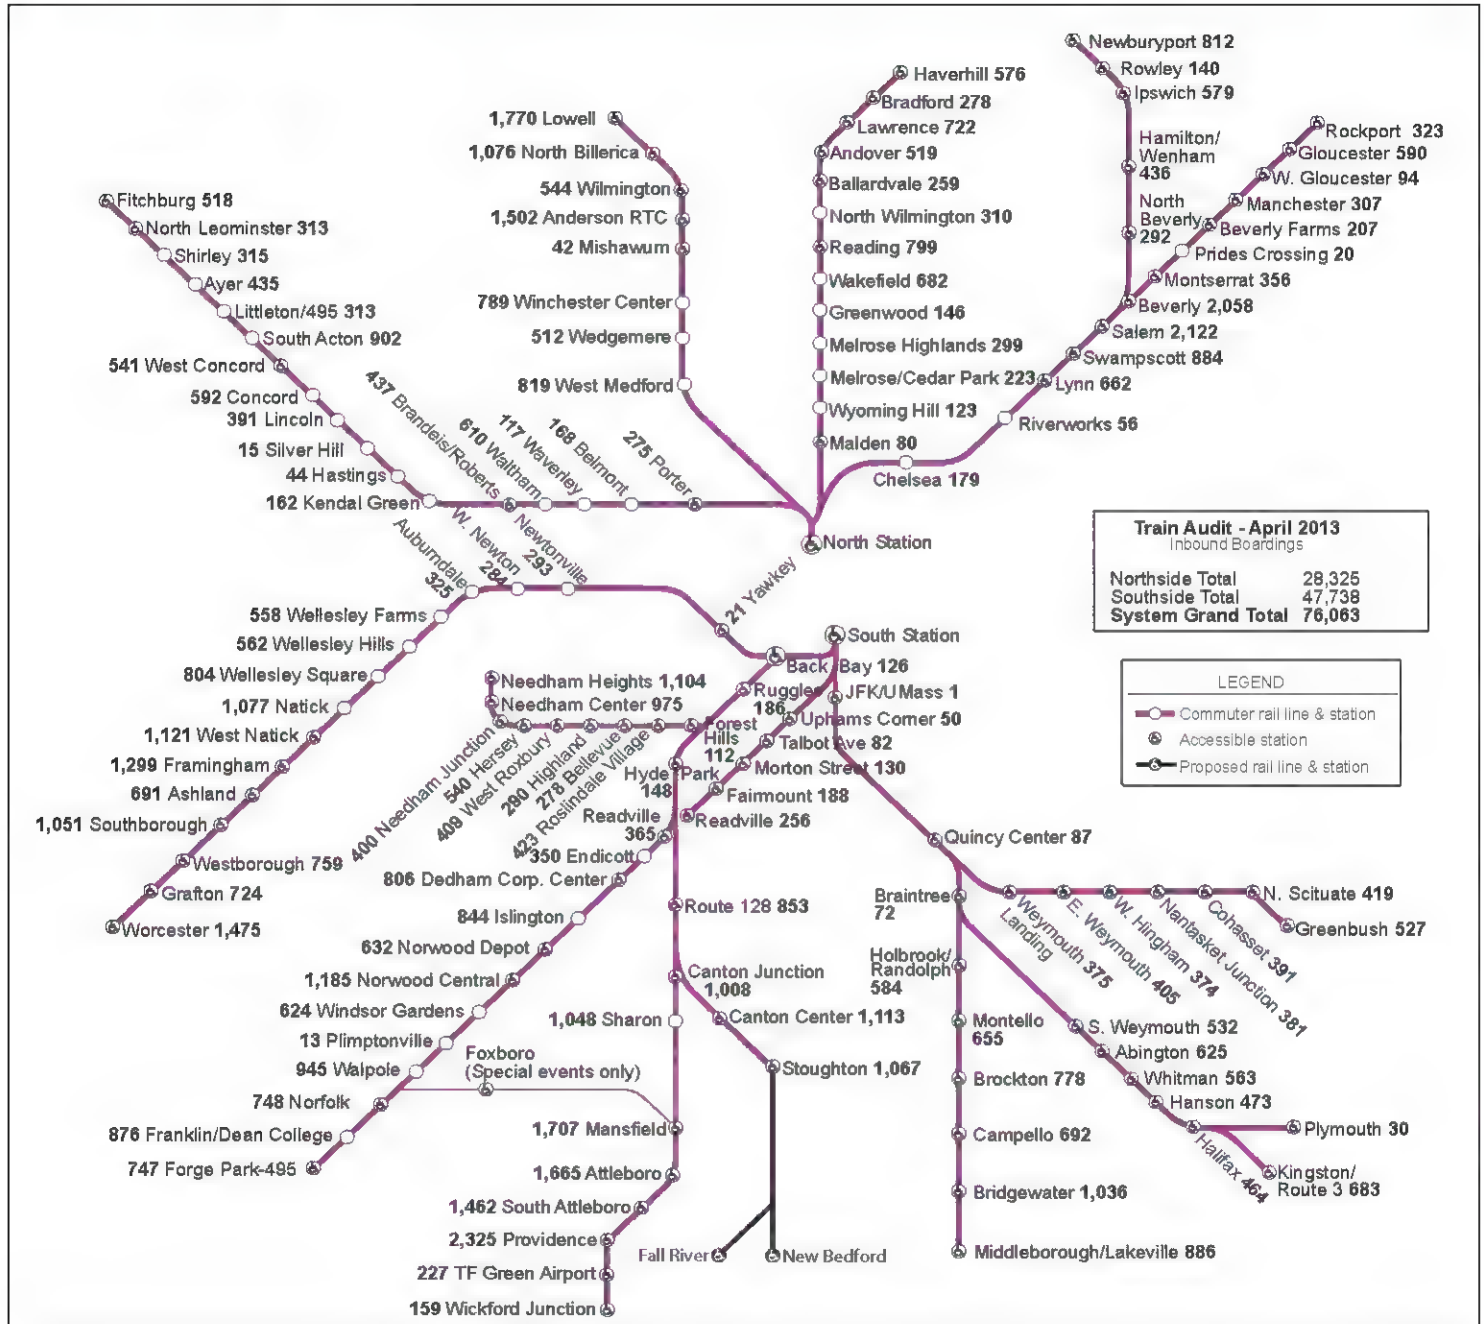 Newburyport 812
Rowley 140
Ipswich 579
Hamilton/
Wenham
436
North
Beverly
292
Rockport 323
Gloucester 590
W. Gloucester 94
Manchester 307
Beverly Farms 207
Prides Crossing 20
Montserrat 356
Beverly 2,058
Salem 2,122
Swampscott 884
Lynn 662
Riverworks 56
Chelsea 179
Haverhill 576
Bradford 278
Lawrence 722
Andover 519
Ballardvale 259
North Wilmington 310
Reading 799
Wakefield 682
Greenwood 146
Melrose Highlands 299
Melrose/Cedar Park 223
Wyoming Hill 123
Malden 80
1,770 Lowell
1,076 North Billerica
544 Wilmington
1,502 Anderson RTC
42 Mishawum
789 Winchester Center
512 Wedgemere
819 West Medford
Fitchburg 518
North Leominster 313
Shirley 315
Ayer 435
Littleton/495 313
South Acton 902
541 West Concord
592 Concord
391 Lincoln
15 Silver Hill
44 Hastings
162 Kendal Green
437 Brandeis/Roberts
610 Waltham
117 Waverley
168 Belmont
275 Porter
North Station
Train Audit - April 2013
Inbound Boardings
Northside Total 28,325
Southside Total 47,738
System Grand Total 76,063
LEGEND
Commuter rail line & station
Accessible station
Proposed rail line & station
Auburndale
325
W. Newton
284
Newtonville
293
21 Yawkey
558 Wellesley Farms
562 Wellesley Hills
804 Wellesley Square
1,077 Natick
1,121 West Natick
1,299 Framingham
691 Ashland
1,051 Southborough
Westborough 759
Grafton 724
Worcester 1,475
South Station
Back Bay 126
Ruggles
186
JFK/UMass 1
Uphams Corner 50
Talbot Ave 82
Morton Street 130
Fairmount 188
Readville 256
Needham Heights 1,104
Needham Center 975
400 Needham Junction
540 Hersey
409 West Roxbury
290 Highland
278 Bellevue
423 Roslindale Village
Forest
Hills
112
Hyde Park
148
Readville
365
350 Endicott
806 Dedham Corp. Center
844 Islington
632 Norwood Depot
1,185 Norwood Central
624 Windsor Gardens
13 Plimptonville
945 Walpole
748 Norfolk
876 Franklin/Dean College
747 Forge Park-495
Foxboro
(Special events only)
Route 128 853
Canton Junction
1,008
1,048 Sharon
Canton Center 1,113
Stoughton 1,067
1,707 Mansfield
1,665 Attleboro
1,462 South Attleboro
2,325 Providence
227 TF Green Airport
159 Wickford Junction
Fall River
New Bedford
Quincy Center 87
Braintree
72
Holbrook/
Randolph
584
Montello
655
Brockton 778
Campello 692
Bridgewater 1,036
Middleborough/Lakeville 886
Weymouth
Landing 375
E. Weymouth 405
W. Hingham 374
Nantasket Junction 381
Cohasset 391
N. Scituate 419
Greenbush 527
S. Weymouth 532
Abington 625
Whitman 563
Hanson 473
Halifax 464
Plymouth 30
Kingston/
Route 3 683